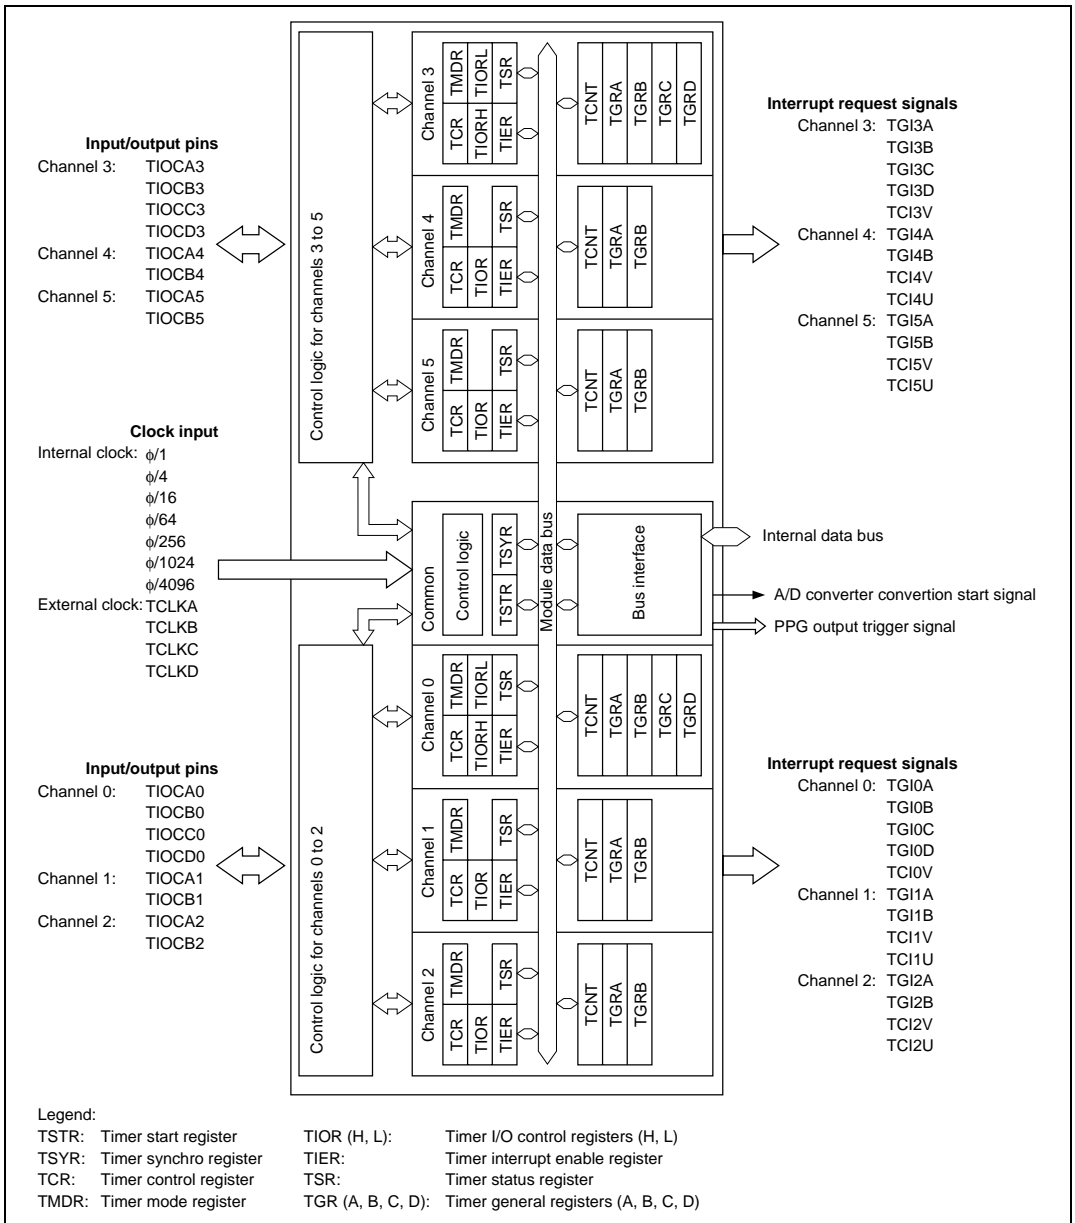 Input/output pins
Channel 3: TIOCA3
TIOCB3
TIOCC3
TIOCD3
Channel 4: TIOCA4
TIOCB4
Channel 5: TIOCA5
TIOCB5
Clock input
Internal clock: ϕ/1
ϕ/4
ϕ/16
ϕ/64
ϕ/256
ϕ/1024
ϕ/4096
External clock: TCLKA
TCLKB
TCLKC
TCLKD
Input/output pins
Channel 0: TIOCA0
TIOCB0
TIOCC0
TIOCD0
Channel 1: TIOCA1
TIOCB1
Channel 2: TIOCA2
TIOCB2
Control logic for channels 3 to 5
Control logic for channels 0 to 2
Channel 3
TCR TMDR
TIORH TIORL
TIER TSR
TCNT
TGRA
TGRB
TGRC
TGRD
Channel 4
TCR TMDR
TIOR
TIER TSR
TCNT
TGRA
TGRB
Channel 5
TCR TMDR
TIOR
TIER TSR
TCNT
TGRA
TGRB
Common
Control logic
TSTR TSYR
Module data bus
Bus interface
Channel 0
TCR TMDR
TIORH TIORL
TIER TSR
TCNT
TGRA
TGRB
TGRC
TGRD
Channel 1
TCR TMDR
TIOR
TIER TSR
TCNT
TGRA
TGRB
Channel 2
TCR TMDR
TIOR
TIER TSR
TCNT
TGRA
TGRB
Interrupt request signals
Channel 3: TGI3A
TGI3B
TGI3C
TGI3D
TCI3V
Channel 4: TGI4A
TGI4B
TCI4V
TCI4U
Channel 5: TGI5A
TGI5B
TCI5V
TCI5U
Internal data bus
A/D converter convertion start signal
PPG output trigger signal
Interrupt request signals
Channel 0: TGI0A
TGI0B
TGI0C
TGI0D
TCI0V
Channel 1: TGI1A
TGI1B
TCI1V
TCI1U
Channel 2: TGI2A
TGI2B
TCI2V
TCI2U
Legend:
TSTR: Timer start register TIOR (H, L): Timer I/O control registers (H, L)
TSYR: Timer synchro register TIER: Timer interrupt enable register
TCR: Timer control register TSR: Timer status register
TMDR: Timer mode register TGR (A, B, C, D): Timer general registers (A, B, C, D)